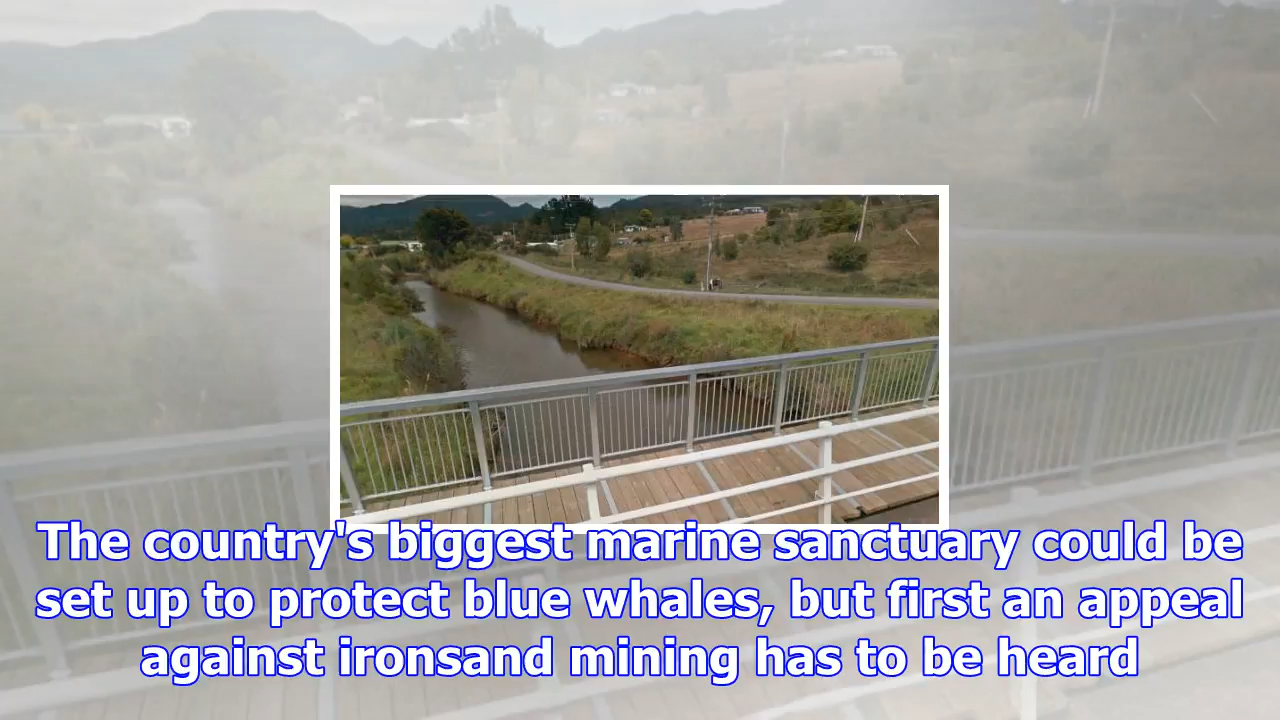 The country's biggest marine sanctuary could be
set up to protect blue whales, but first an appeal
against ironsand mining has to be heard